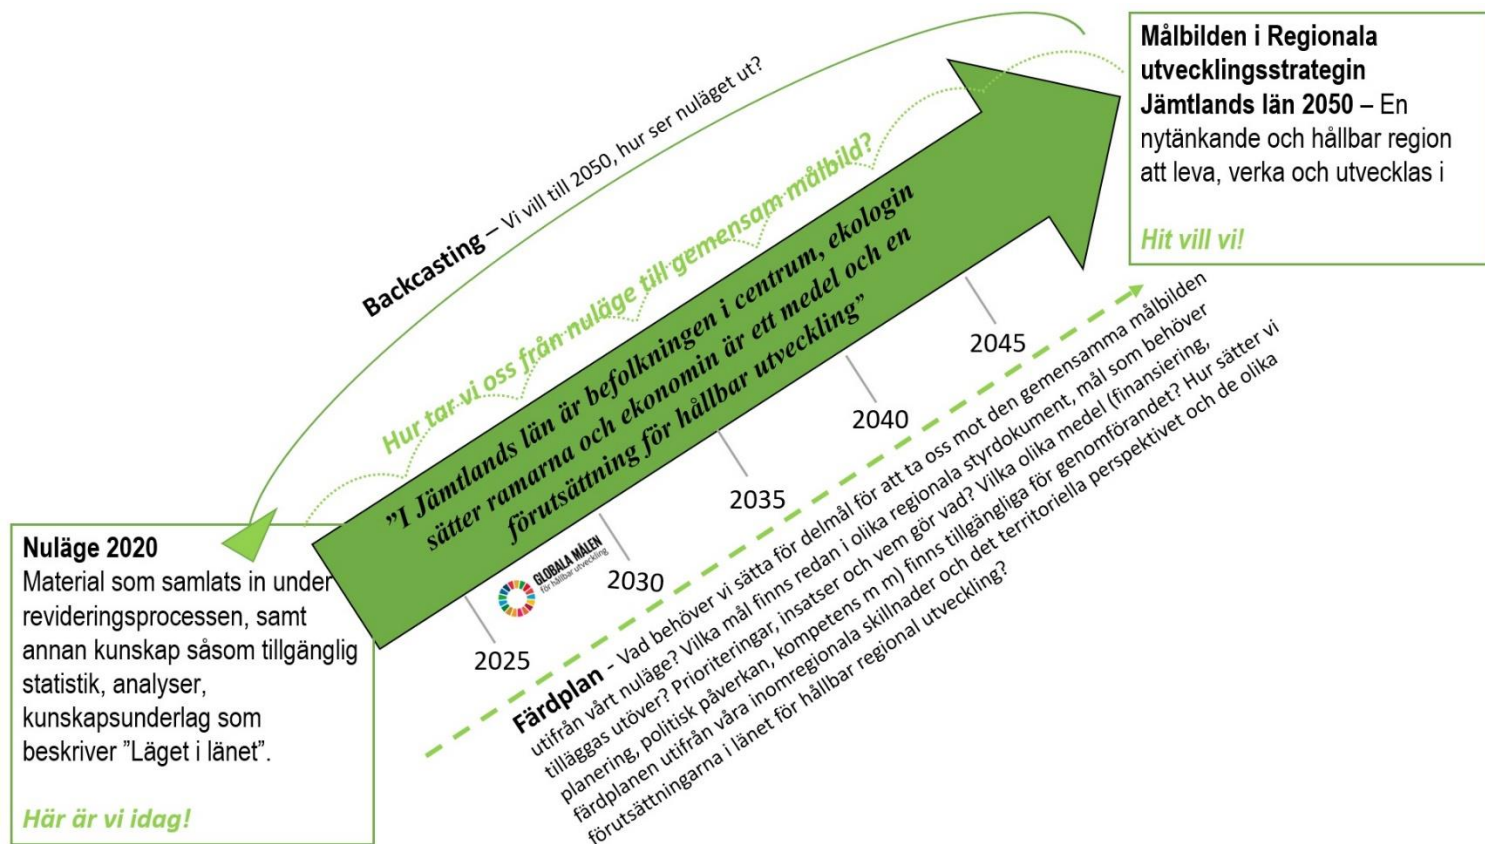 Målbilden i Regionala
utvecklingsstrategin
Jämtlands län 2050 – En
nytänkande och hållbar region
att leva, verka och utvecklas i
Hit vill vi!
Backcasting – Vi vill till 2050, hur ser nuläget ut?
Hur tar vi oss från nuläge till gemensam målbild?
”I Jämtlands län är befolkningen i centrum, ekologin
sätter ramarna och ekonomin är ett medel och en
förutsättning för hållbar utveckling”
Nuläge 2020
Material som samlats in under
revideringsprocessen, samt
annan kunskap såsom tillgänglig
statistik, analyser,
kunskapsunderlag som
beskriver ”Läget i länet”.
Här är vi idag!
GLOBALA MÅLEN
för hållbar utveckling
2025
2030
2035
2040
2045
Färdplan - Vad behöver vi sätta för delmål för att ta oss mot den gemensamma målbilden
utifrån vårt nuläge? Vilka mål finns redan i olika regionala styrdokument, mål som behöver
tilläggas utöver? Prioriteringar, insatser och vem gör vad? Vilka olika medel (finansiering,
planering, politisk påverkan, kompetens m m) finns tillgängliga för genomförandet? Hur sätter vi
färdplanen utifrån våra inomregionala skillnader och det territoriella perspektivet och de olika
förutsättningarna i länet för hållbar regional utveckling?